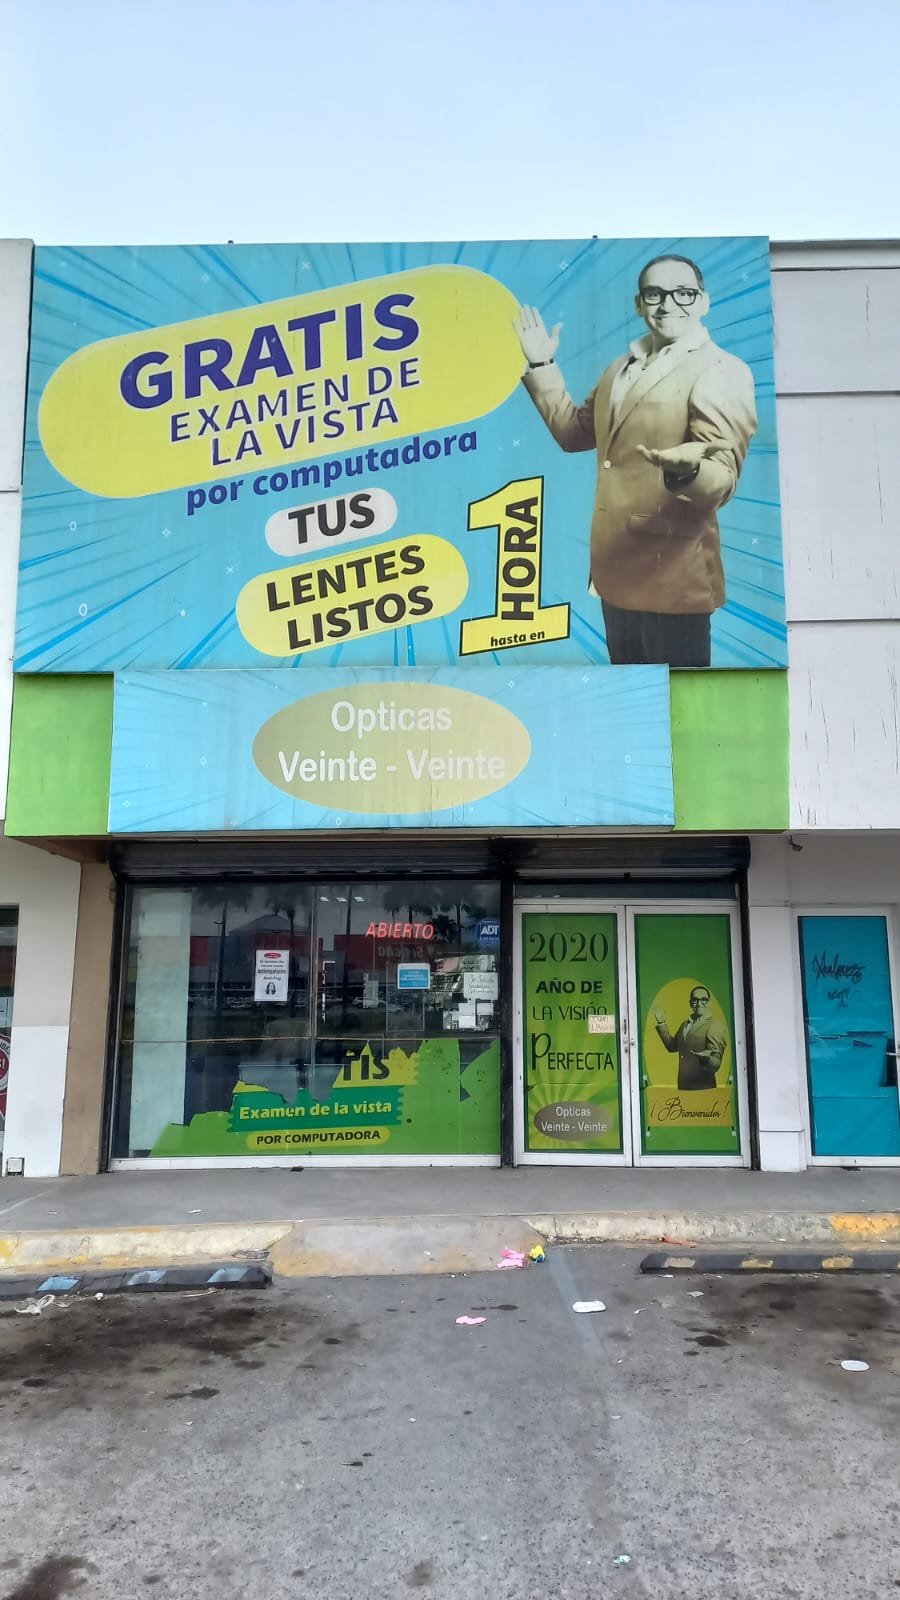 GRATIS
EXAMEN DE
LA VISTA
por computadora
TUS
LENTES
LISTOS
1
HORA
hasta en
Opticas
Veinte - Veinte
ABIERTO
ADT
2020
AÑO DE
LA VISIÓN
PERFECTA
Opticas
Veinte - Veinte
¡Bienvenidos!
TIS
Examen de la vista
POR COMPUTADORA